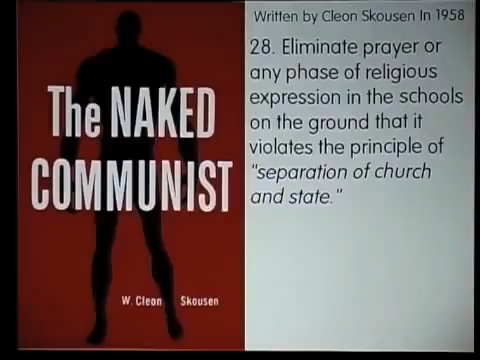 The NAKED
COMMUNIST
W. Cleon Skousen
Written by Cleon Skousen In 1958
28. Eliminate prayer or
any phase of religious
expression in the schools
on the ground that it
violates the principle of
"separation of church
and state."